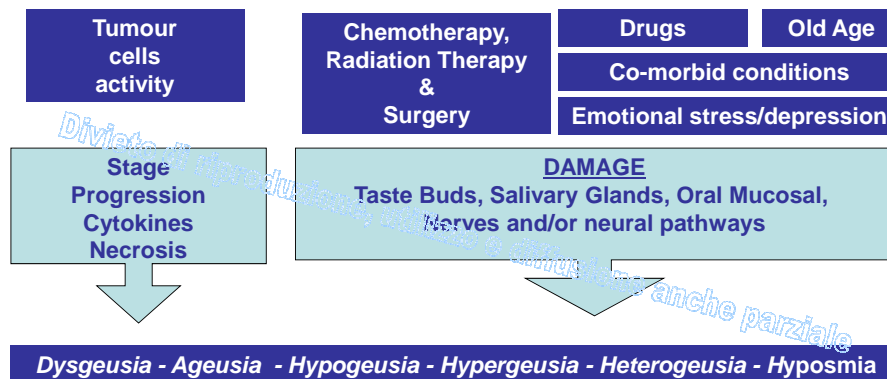 Tumour
cells
activity
Chemotherapy,
Radiation Therapy
&
Surgery
Drugs
Old Age
Co-morbid conditions
Emotional stress/depression
Stage
Progression
Cytokines
Necrosis
DAMAGE
Taste Buds, Salivary Glands, Oral Mucosal,
Nerves and/or neural pathways
Dysgeusia - Ageusia - Hypogeusia - Hypergeusia - Heterogeusia - Hyposmia
Divieto di riproduzione, utilizzo e diffusione anche parziale